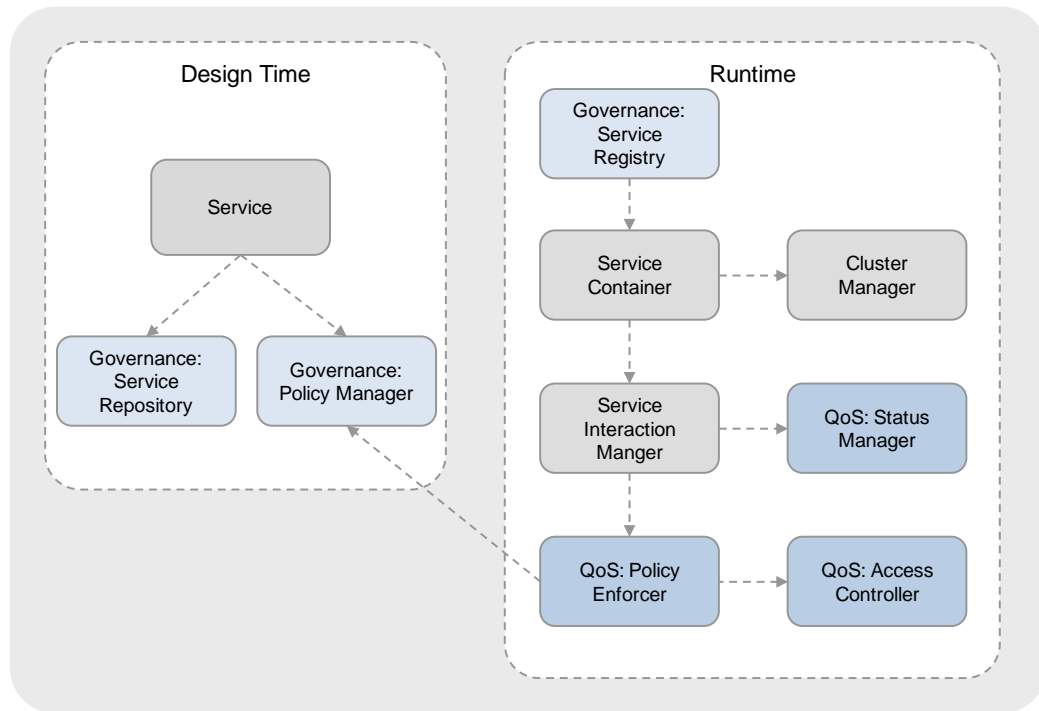 Design Time
Service
Governance:
Service
Repository
Governance:
Policy Manager
Runtime
Governance:
Service
Registry
Service
Container
Cluster
Manager
Service
Interaction
Manger
QoS: Status
Manager
QoS: Policy
Enforcer
QoS: Access
Controller